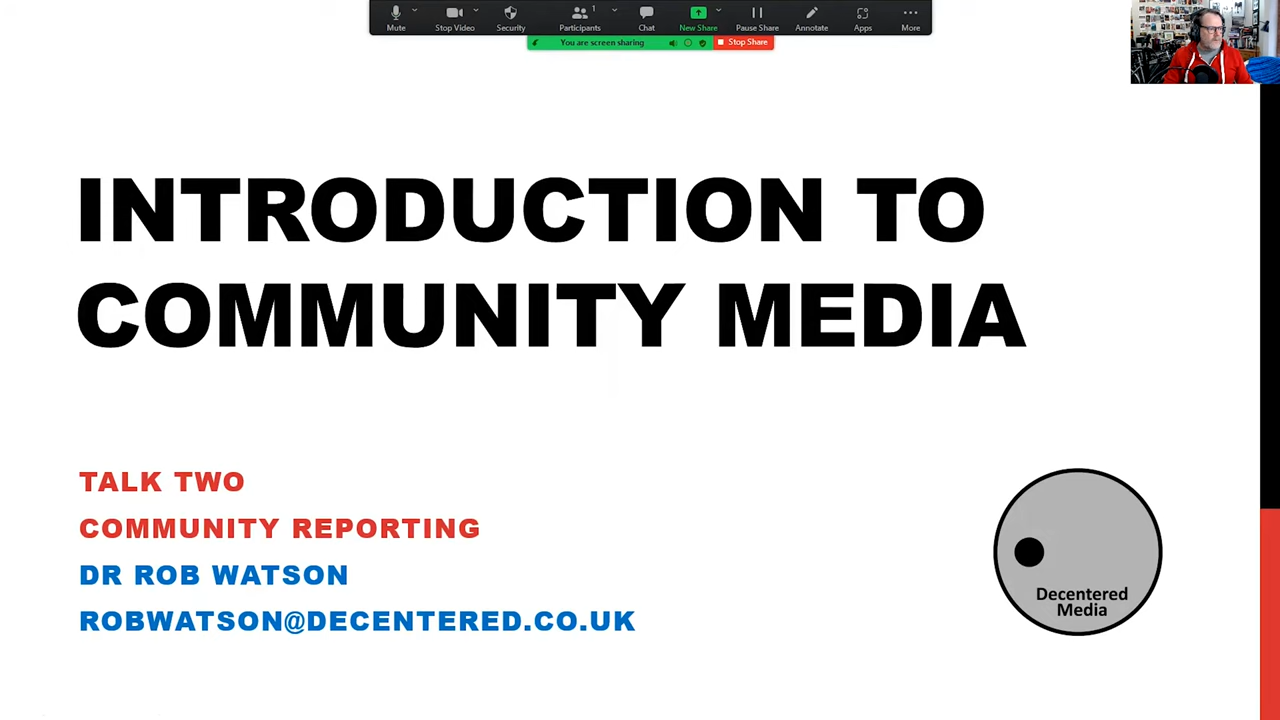 1
Mute
Stop Video
Security
Participants
Chat
New Share
Pause Share
Annotate
Apps
More
You are screen sharing
Stop Share
INTRODUCTION TO
COMMUNITY MEDIA
TALK TWO
COMMUNITY REPORTING
DR ROB WATSON
ROBWATSON@DECENTERED.CO.UK
Decentered
Media